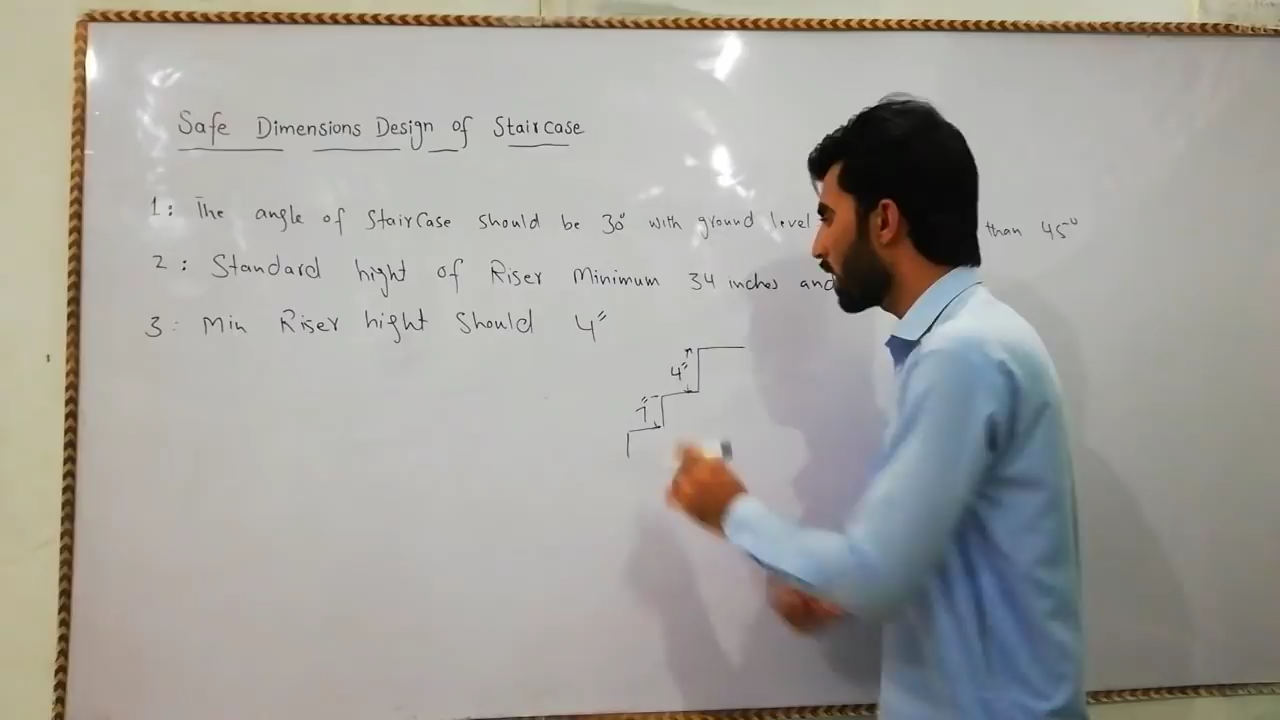 Safe Dimensions Design of Staircase
1: The angle of StairCase should be 30° with ground level than 45°
2: Standard hight of Riser Minimum 34 inches and
3: Min Riser hight Should 4"
4"
7"